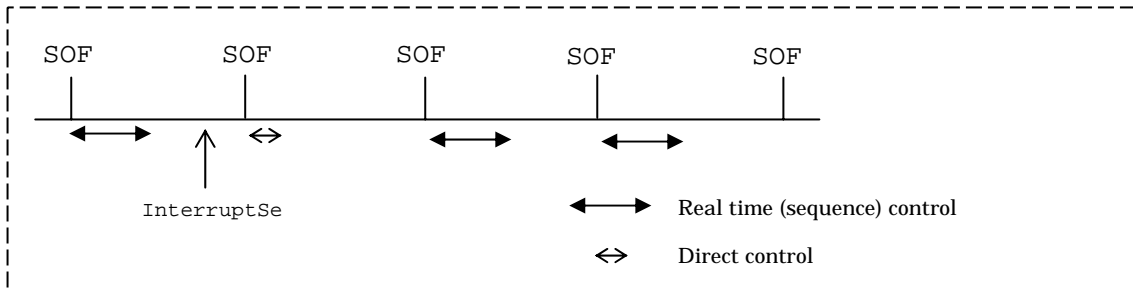 SOF SOF SOF SOF SOF
InterruptSe
Real time (sequence) control
Direct control